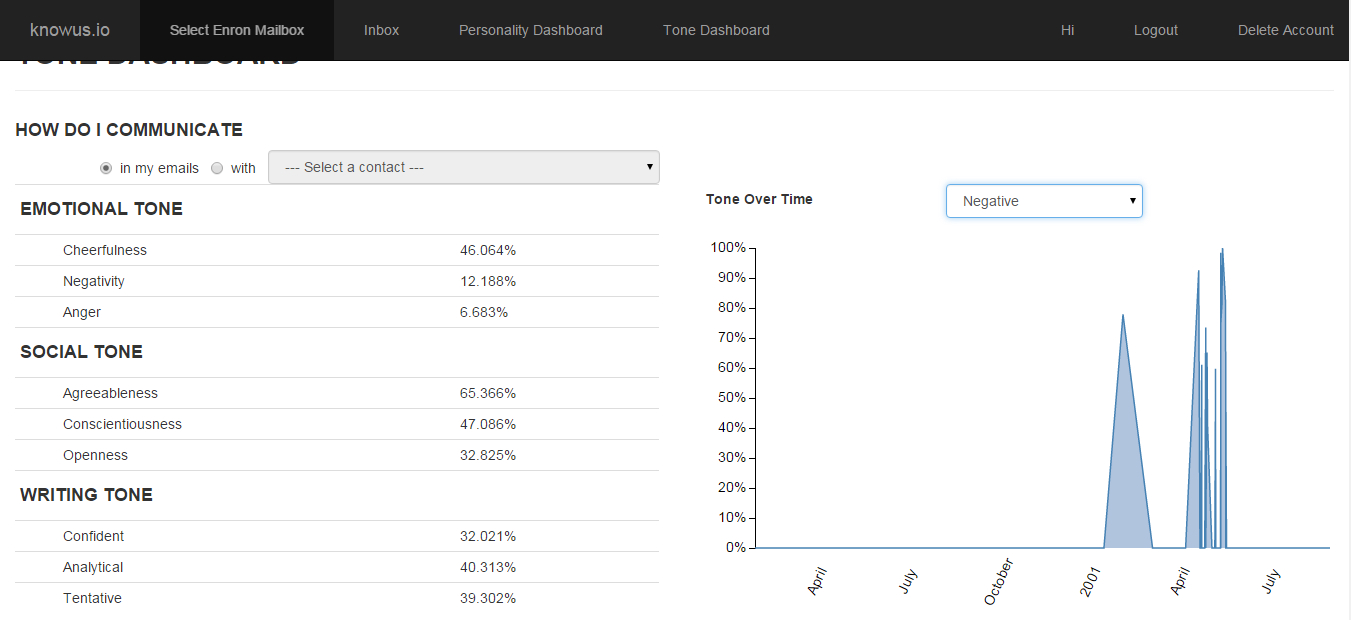 knowus.io Select Enron Mailbox Inbox Personality Dashboard Tone Dashboard Hi Logout Delete Account
TONE DASHBOARD
HOW DO I COMMUNICATE
in my emails with --- Select a contact ---
EMOTIONAL TONE
Cheerfulness 46.064%
Negativity 12.188%
Anger 6.683%
SOCIAL TONE
Agreeableness 65.366%
Conscientiousness 47.086%
Openness 32.825%
WRITING TONE
Confident 32.021%
Analytical 40.313%
Tentative 39.302%
Tone Over Time Negative
100%
90%
80%
70%
60%
50%
40%
30%
20%
10%
0%
April July October 2001 April July